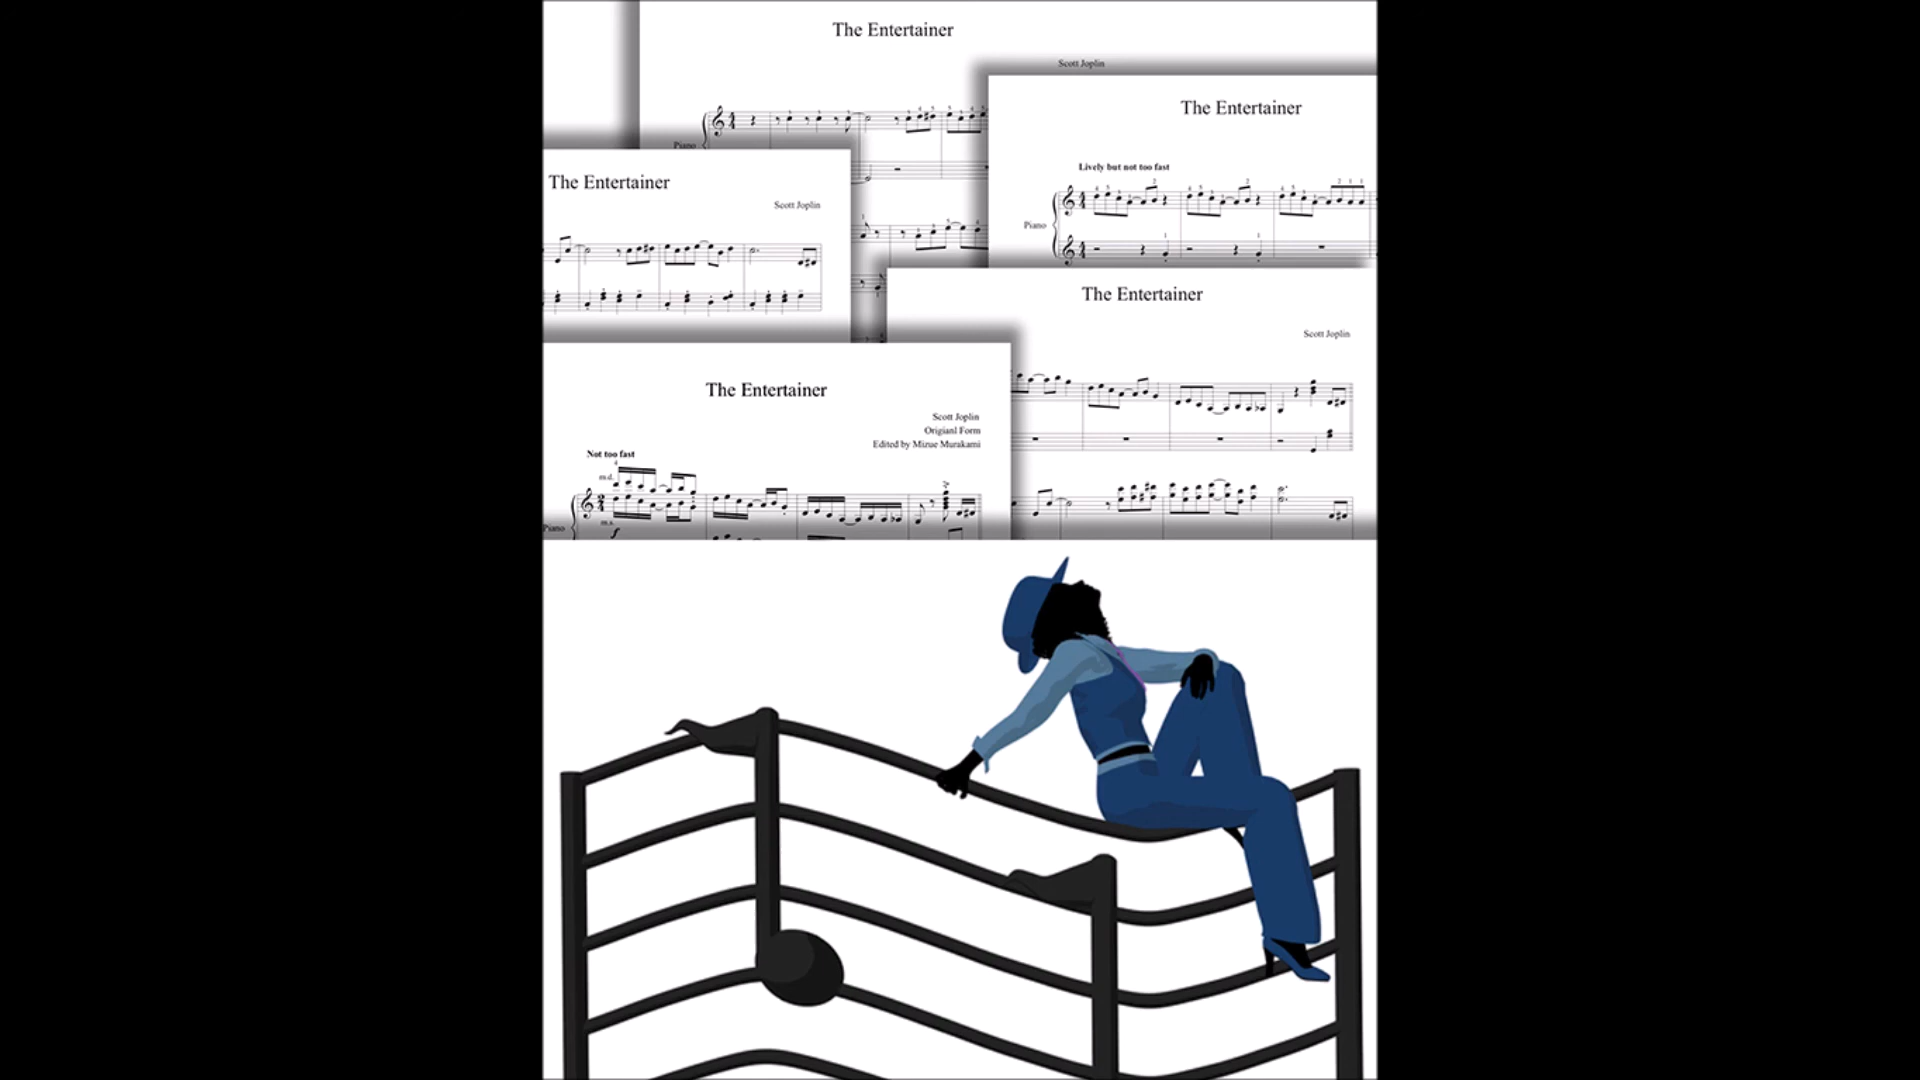 The Entertainer
Scott Joplin
Piano
The Entertainer
Lively but not too fast
Piano
The Entertainer
Scott Joplin
The Entertainer
Scott Joplin
The Entertainer
Scott Joplin
Origianl Form
Edited by Mizue Murakami
Not too fast
m.d.
Piano
m.s.
f